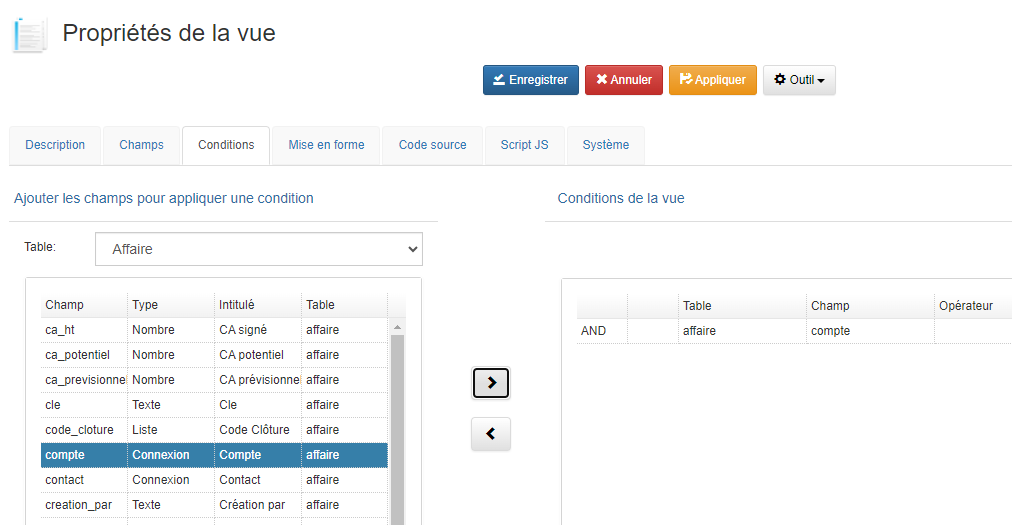 Propriétés de la vue
Enregistrer Annuler Appliquer Outil
Description Champs Conditions Mise en forme Code source Script JS Système
Ajouter les champs pour appliquer une condition
Conditions de la vue
Table: Affaire
Champ Type Intitulé Table
ca_ht Nombre CA signé affaire
ca_potentiel Nombre CA potentiel affaire
ca_previsionne Nombre CA prévisionne affaire
cle Texte Cle affaire
code_cloture Liste Code Clôture affaire
compte Connexion Compte affaire
contact Connexion Contact affaire
creation_par Texte Création par affaire
Table Champ Opérateur
AND affaire compte